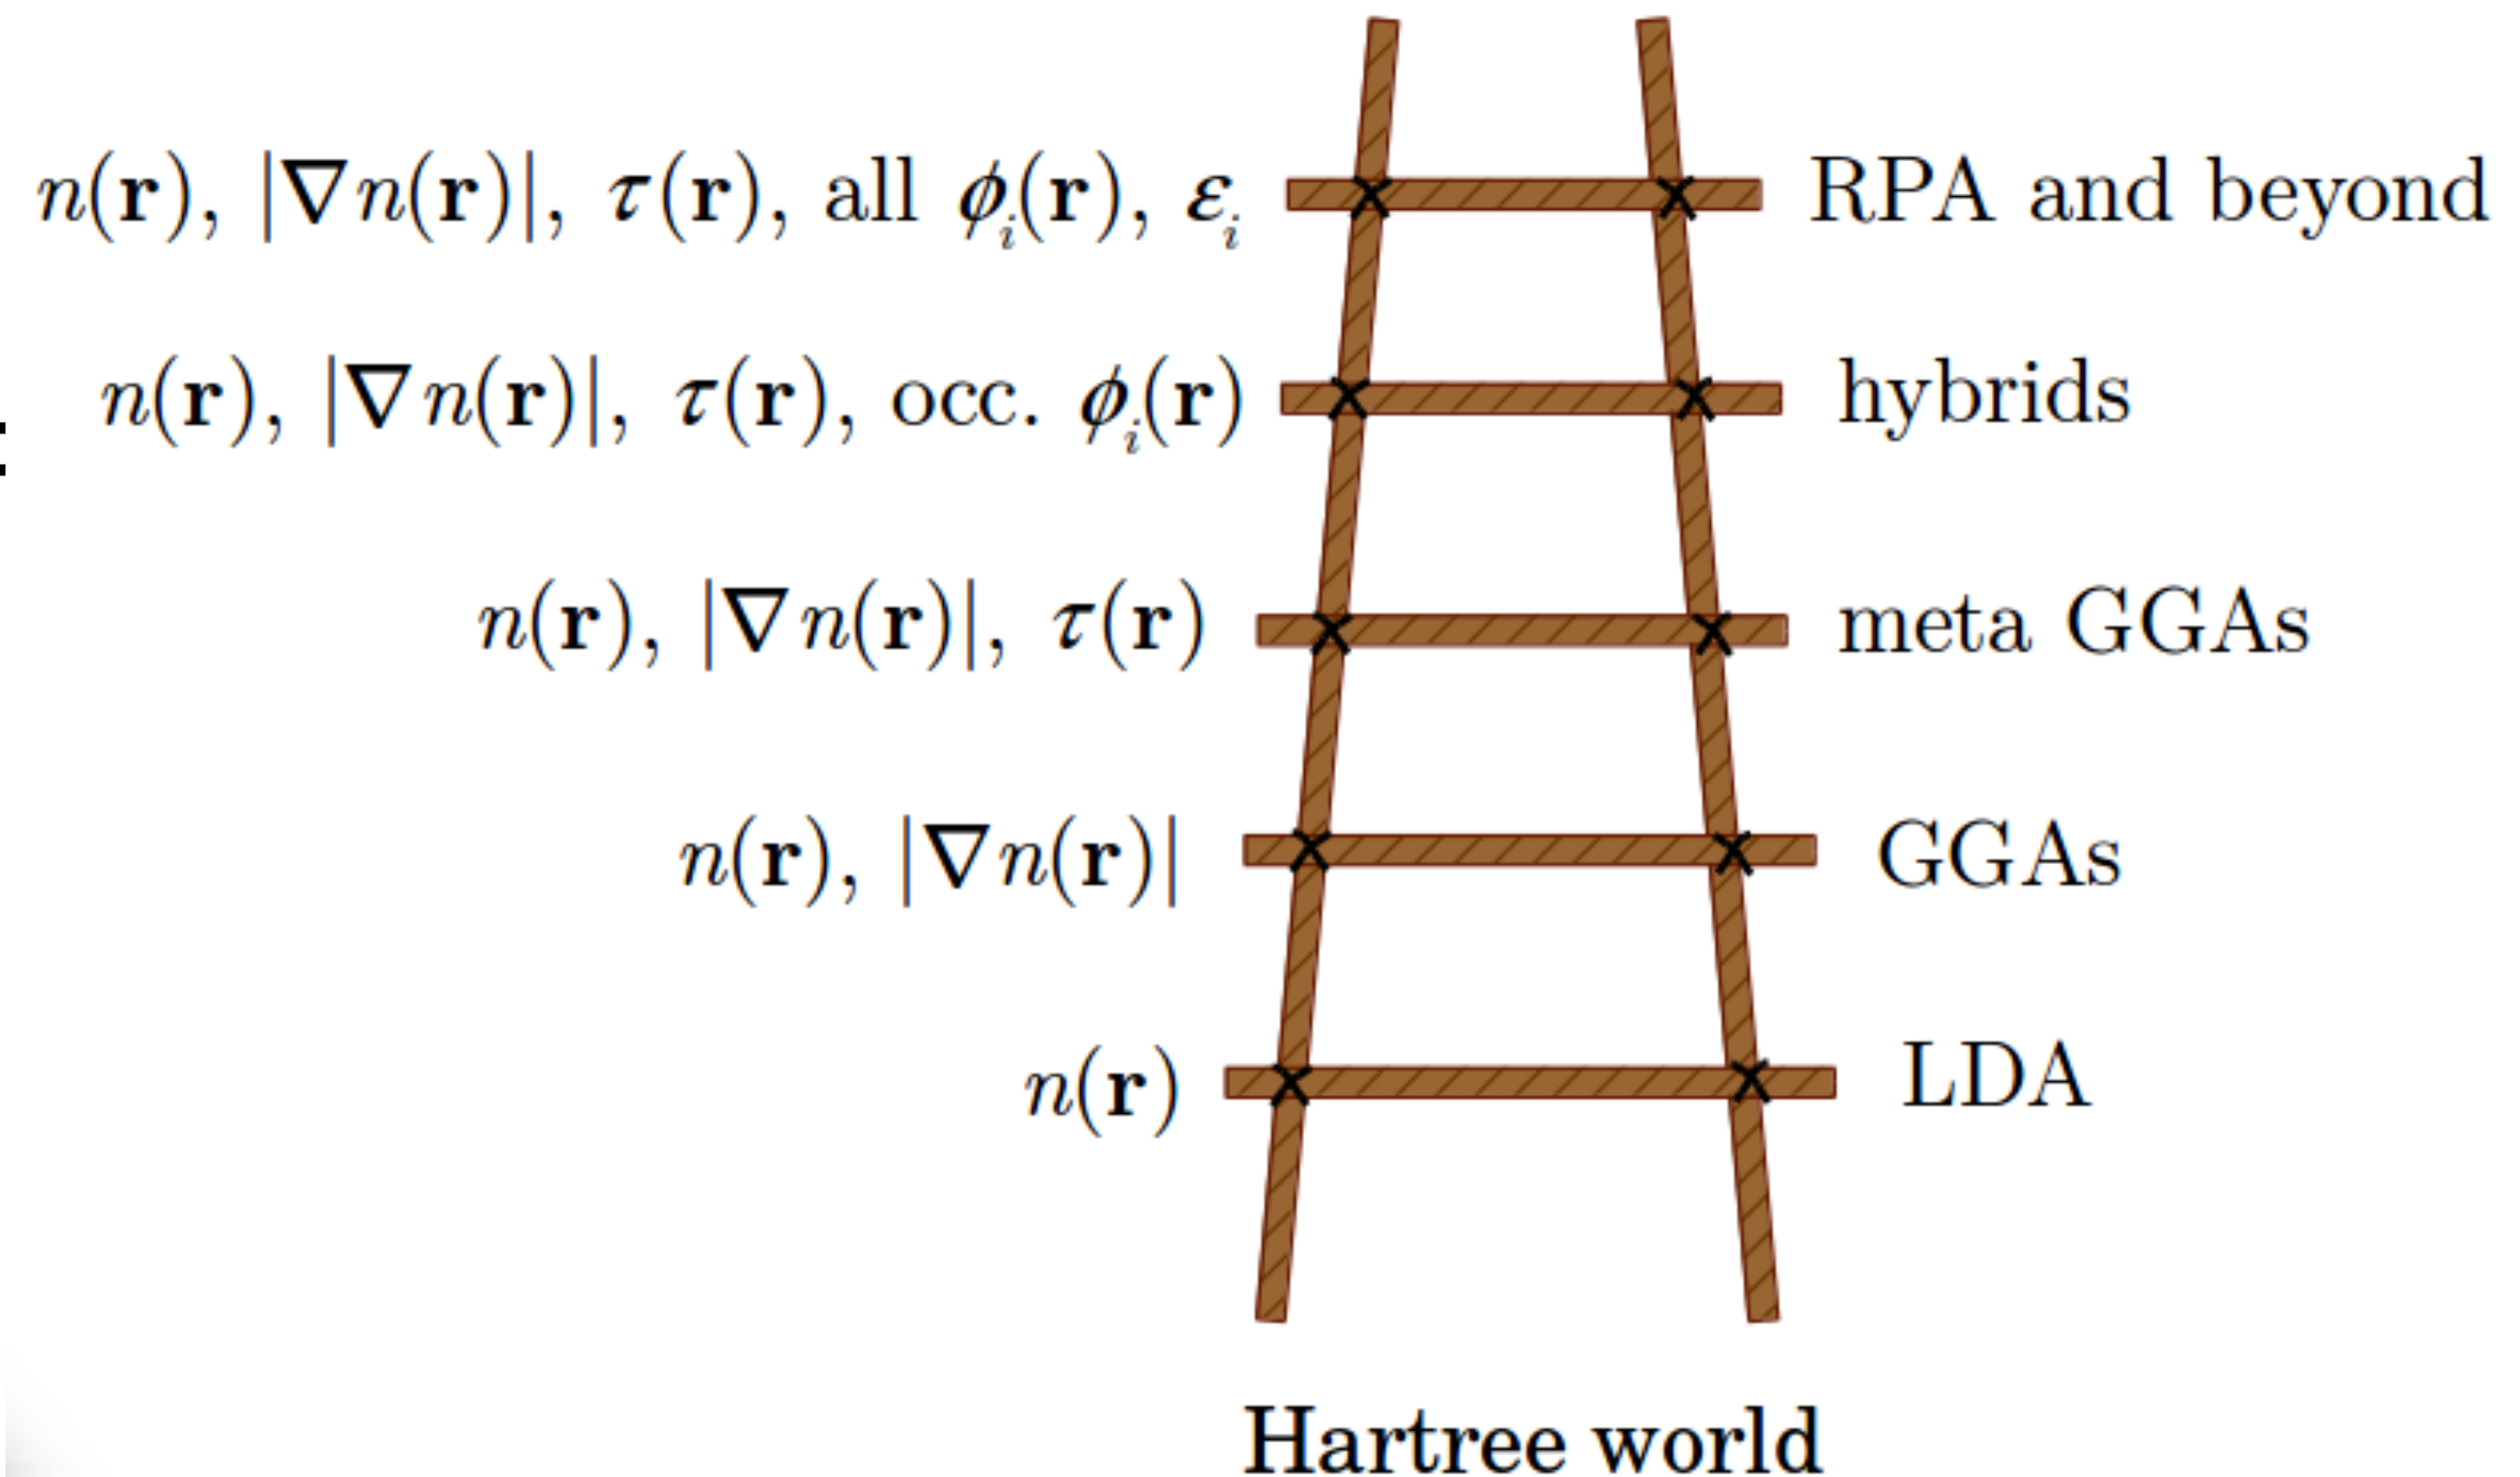 n(r), |∇n(r)|, τ(r), all ϕᵢ(r), εᵢ RPA and beyond
n(r), |∇n(r)|, τ(r), occ. ϕᵢ(r) hybrids
n(r), |∇n(r)|, τ(r) meta GGAs
n(r), |∇n(r)| GGAs
n(r) LDA
Hartree world